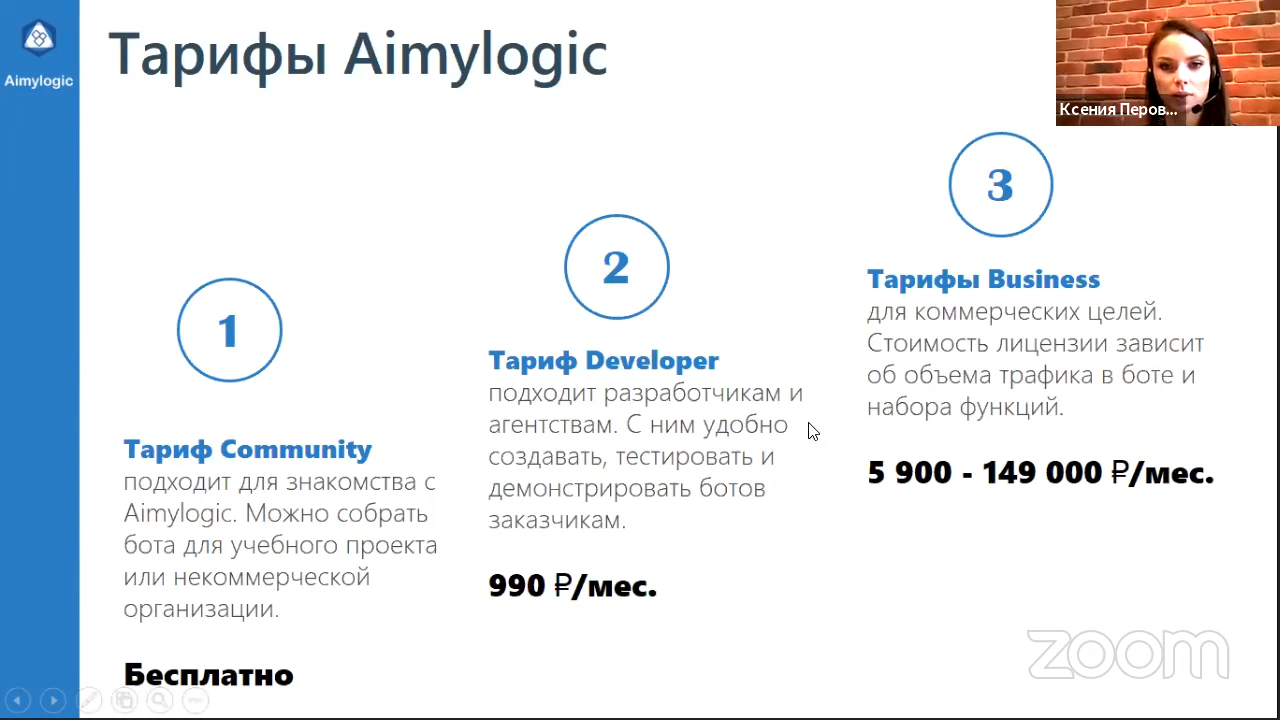 Aimylogic
Тарифы Aimylogic
Ксения Перов...
1
Тариф Community
подходит для знакомства с
Aimylogic. Можно собрать
бота для учебного проекта
или некоммерческой
организации.
Бесплатно
2
Тариф Developer
подходит разработчикам и
агентствам. С ним удобно
создавать, тестировать и
демонстрировать ботов
заказчикам.
990 ₽/мес.
3
Тарифы Business
для коммерческих целей.
Стоимость лицензии зависит
об объема трафика в боте и
набора функций.
5 900 - 149 000 ₽/мес.
zoom